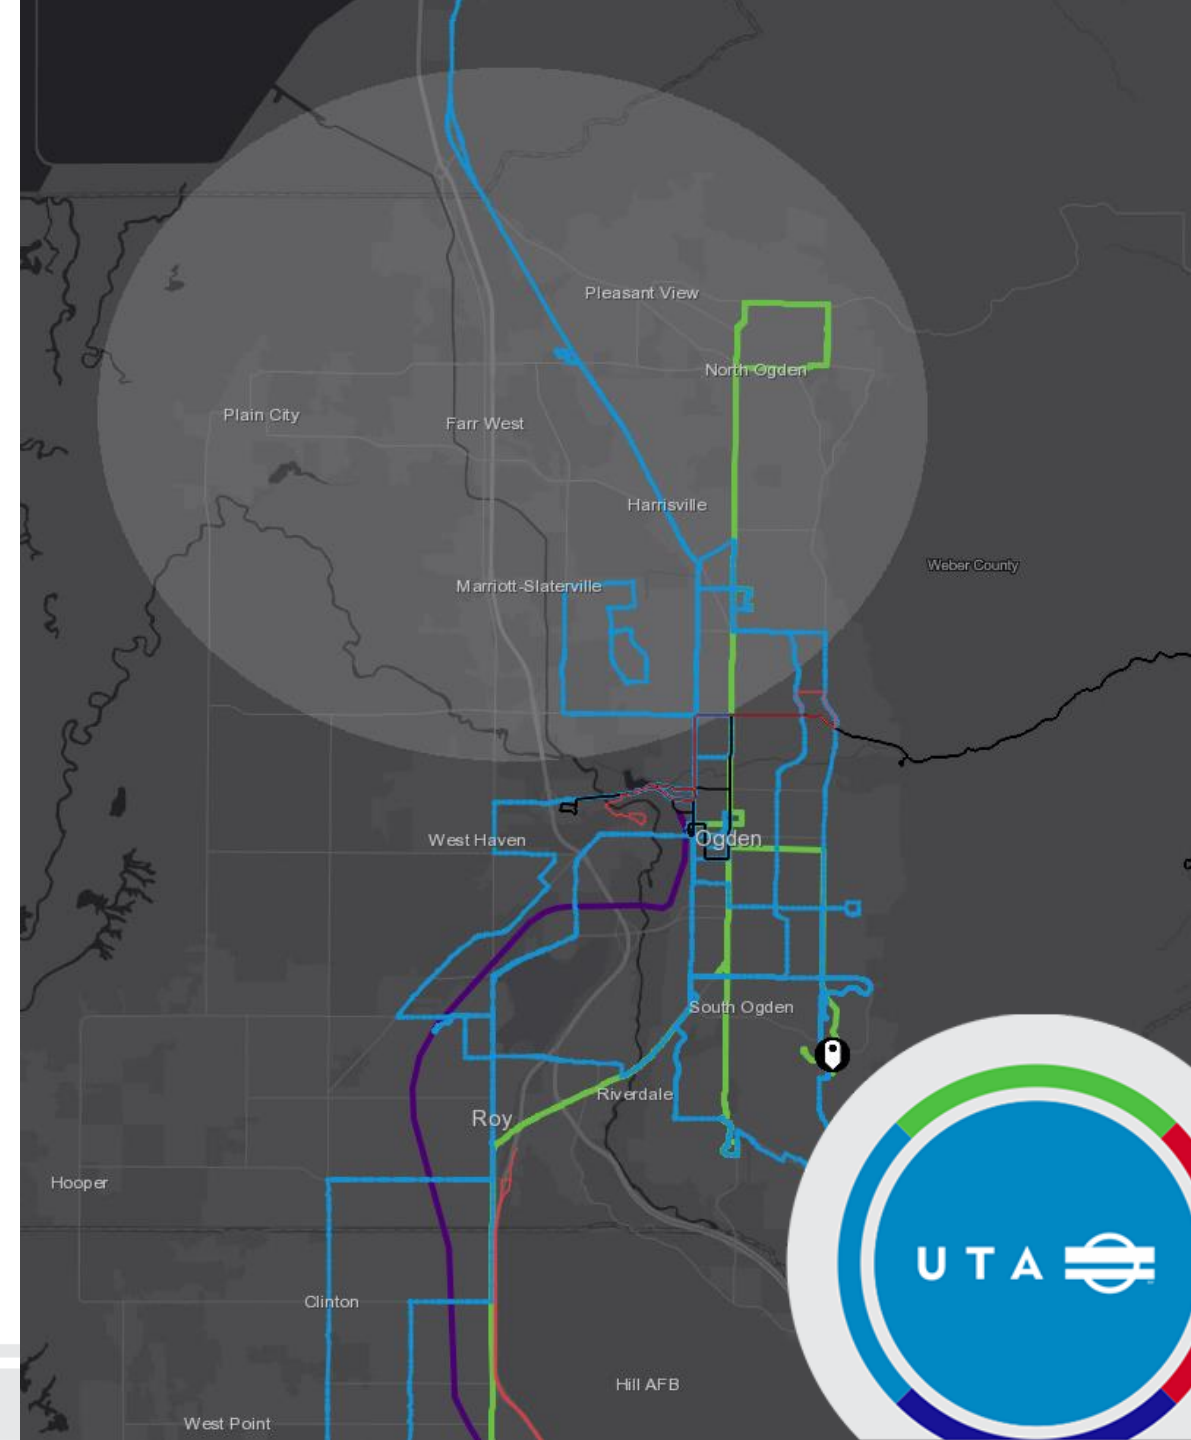 Pleasant View
North Ogden
Plain City
Farr West
Harrisville
Weber County
Marriott-Slaterville
West Haven
Ogden
South Ogden
Riverdale
Roy
Hooper
UTA
Clinton
Hill AFB
West Point